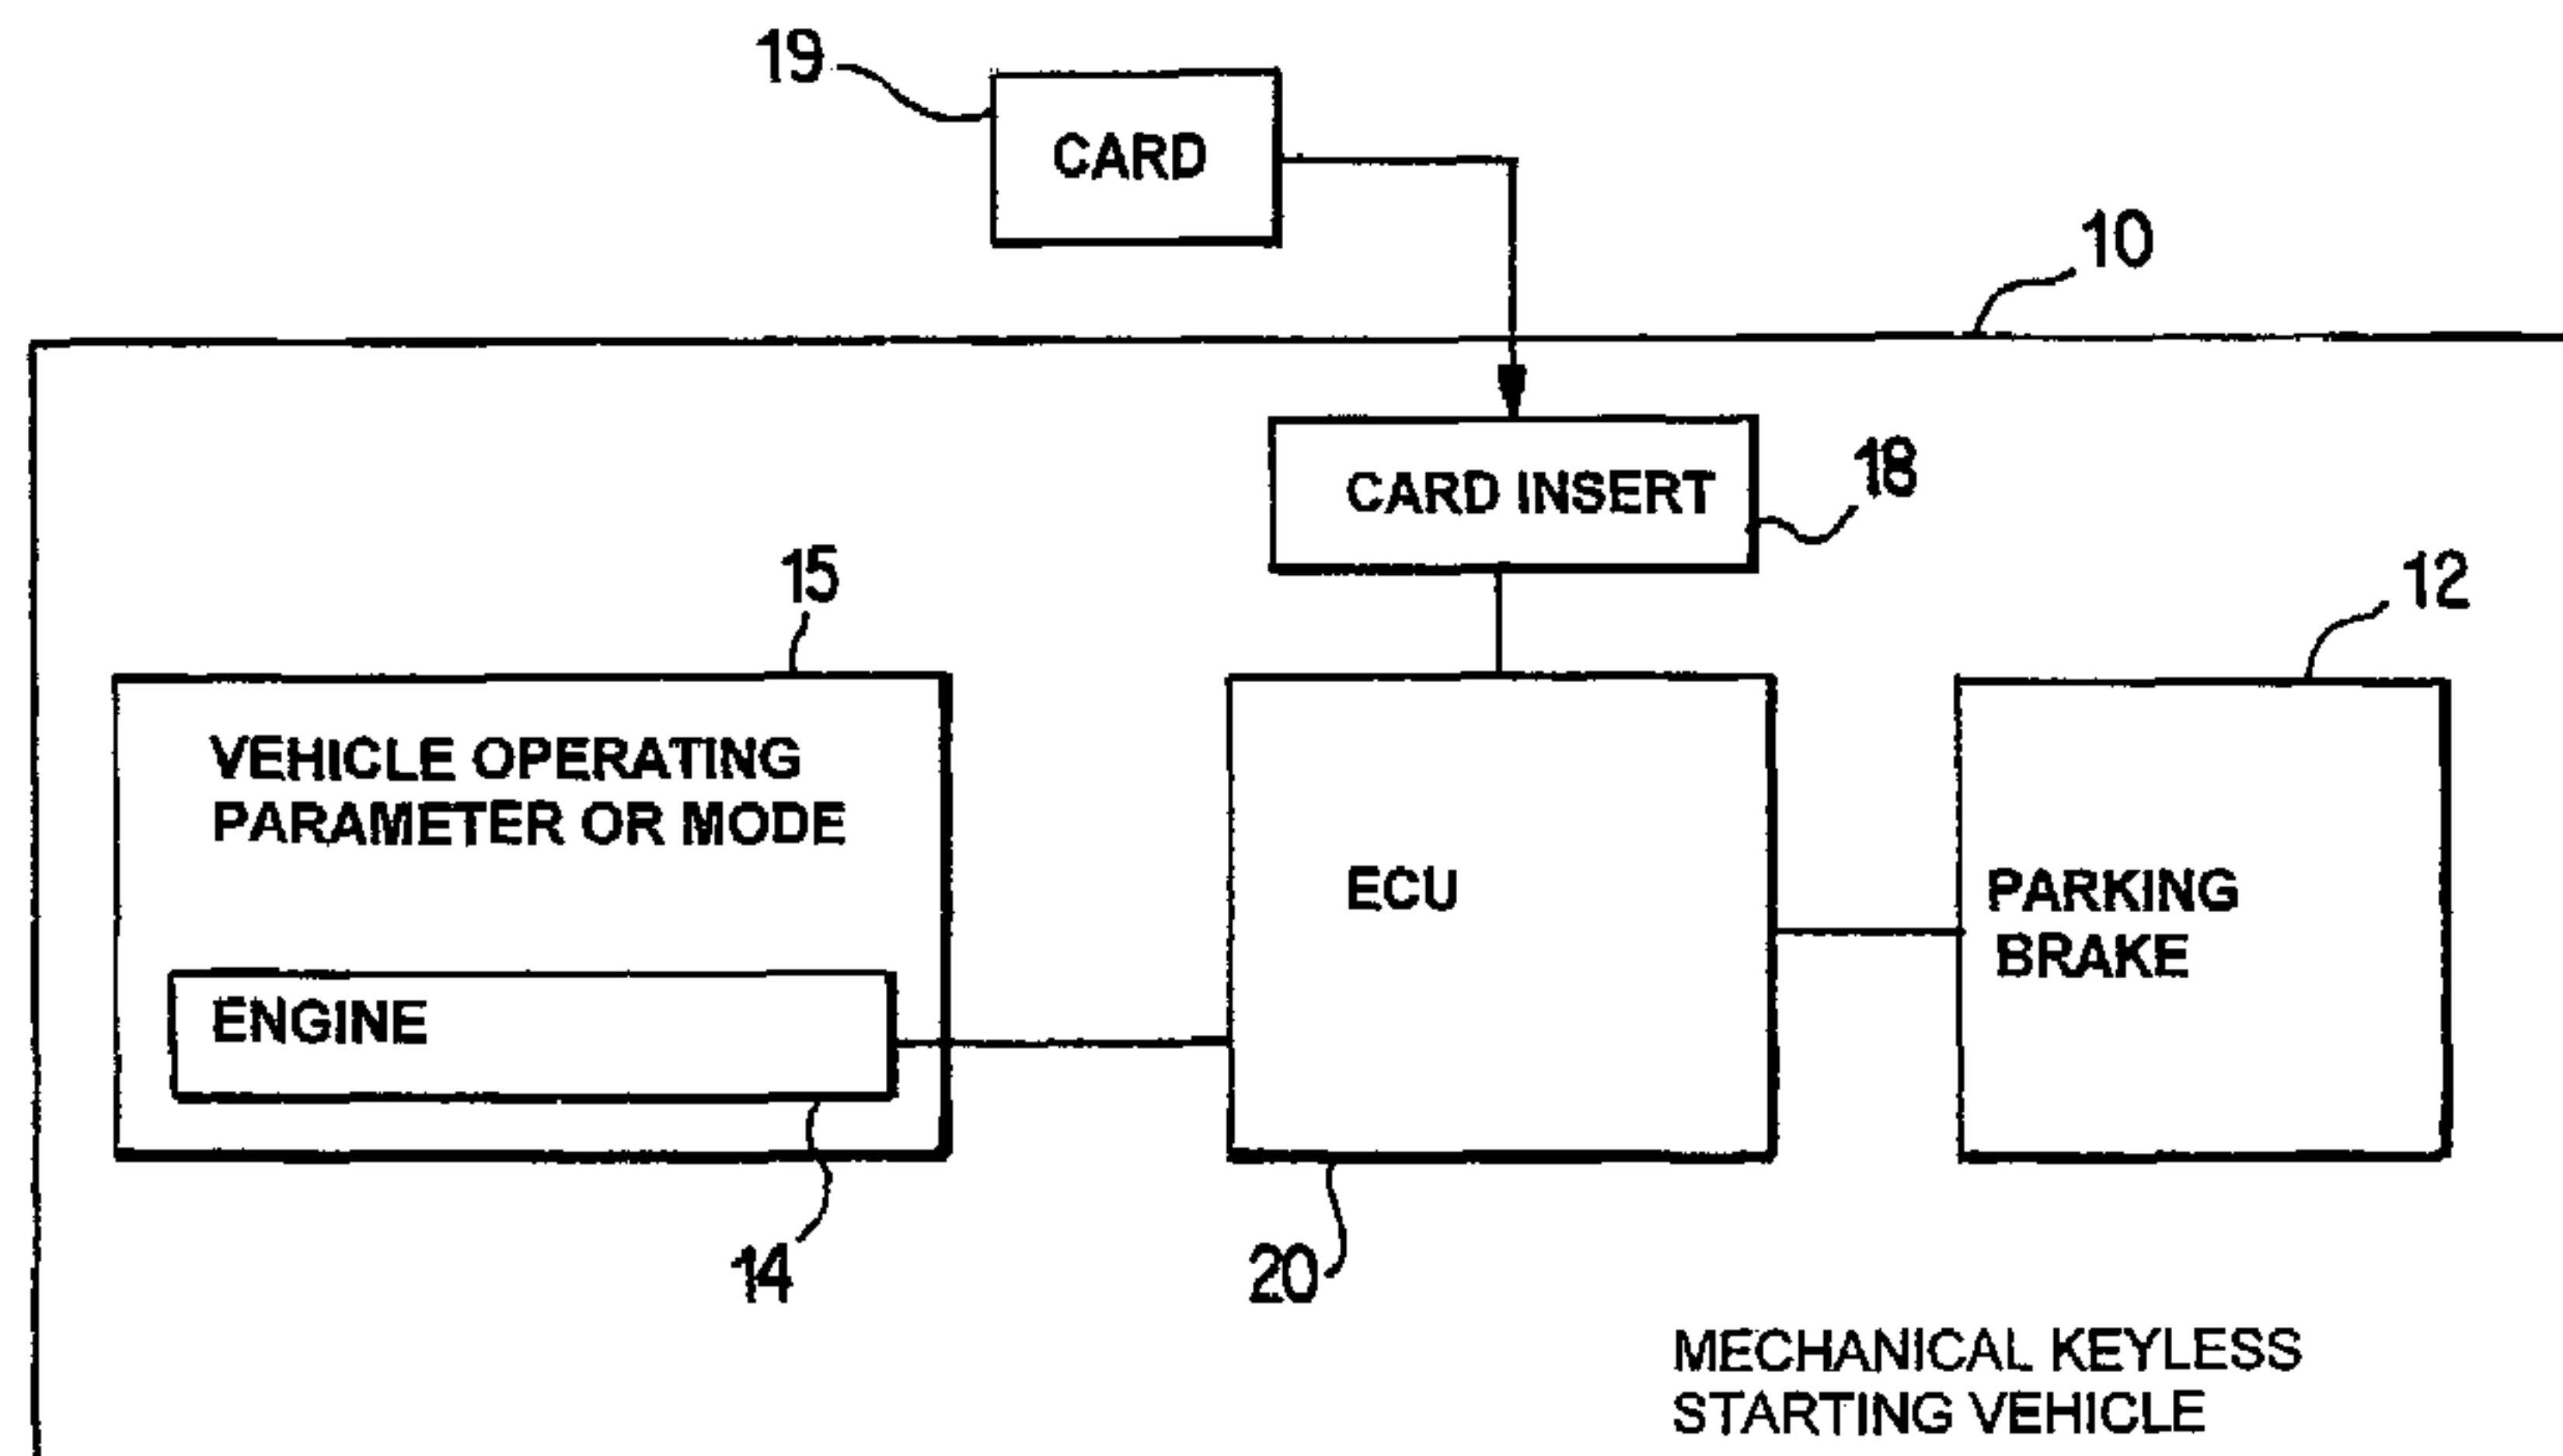 19
CARD
10
CARD INSERT
18
15
12
VEHICLE OPERATING
PARAMETER OR MODE
ECU
PARKING
BRAKE
ENGINE
14
20
MECHANICAL KEYLESS
STARTING VEHICLE